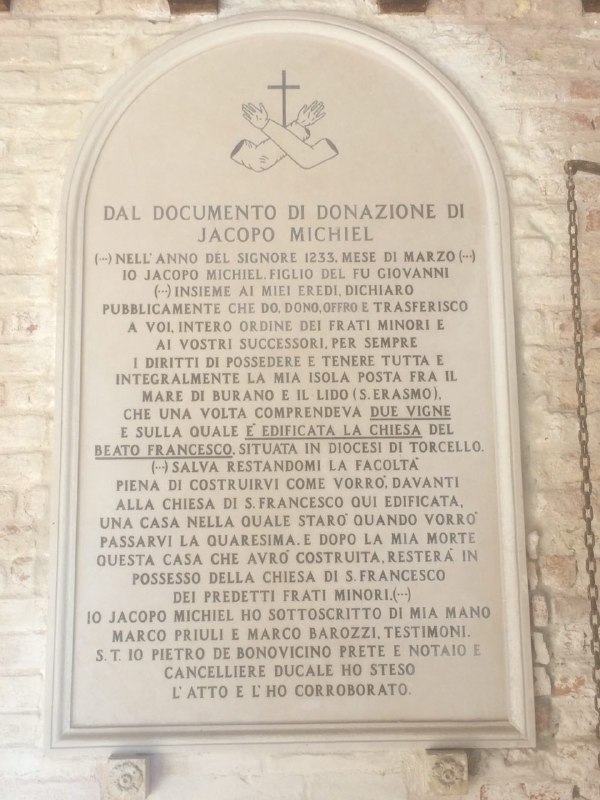 DAL DOCUMENTO DI DONAZIONE DI
JACOPO MICHIEL
(···) NELL'ANNO DEL SIGNORE 1233, MESE DI MARZO (···)
IO JACOPO MICHIEL, FIGLIO DEL FU GIOVANNI
(···) INSIEME AI MIEI EREDI, DICHIARO
PUBBLICAMENTE CHE DO, DONO, OFFRO E TRASFERISCO
A VOI, INTERO ORDINE DEI FRATI MINORI E
AI VOSTRI SUCCESSORI, PER SEMPRE
I DIRITTI DI POSSEDERE E TENERE TUTTA E
INTEGRALMENTE LA MIA ISOLA POSTA FRA IL
MARE DI BURANO E IL LIDO (S. ERASMO),
CHE UNA VOLTA COMPRENDEVA DUE VIGNE
E SULLA QUALE E' EDIFICATA LA CHIESA DEL
BEATO FRANCESCO, SITUATA IN DIOCESI DI TORCELLO.
(···) SALVA RESTANDOMI LA FACOLTA'
PIENA DI COSTRUIRVI COME VORRO', DAVANTI
ALLA CHIESA DI S. FRANCESCO QUI EDIFICATA,
UNA CASA NELLA QUALE STARO' QUANDO VORRO'
PASSARVI LA QUARESIMA. E DOPO LA MIA MORTE
QUESTA CASA CHE AVRO' COSTRUITA, RESTERA' IN
POSSESSO DELLA CHIESA DI S. FRANCESCO
DEI PREDETTI FRATI MINORI. (···)
IO JACOPO MICHIEL HO SOTTOSCRITTO DI MIA MANO
MARCO PRIULI E MARCO BAROZZI, TESTIMONI.
S. T. IO PIETRO DE BONOVICINO PRETE E NOTAIO E
CANCELLIERE DUCALE HO STESO
L'ATTO E L'HO CORROBORATO.